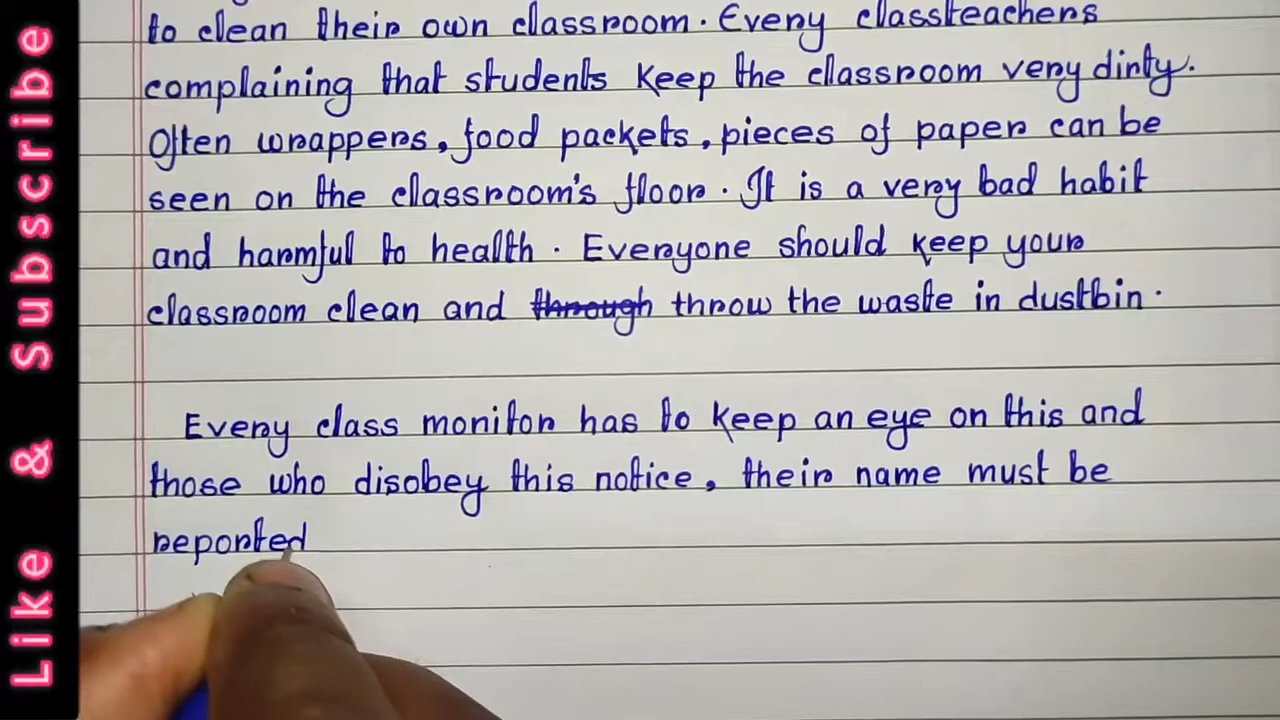 to clean their own classroom. Every classteachers
complaining that students keep the classroom very dirty.
Often wrappers, food packets, pieces of paper can be
seen on the classroom's floor. It is a very bad habit
and harmful to health. Everyone should keep your
classroom clean and through throw the waste in dustbin.
Every class monitor has to keep an eye on this and
those who disobey this notice, their name must be
reported
Like & Subscribe